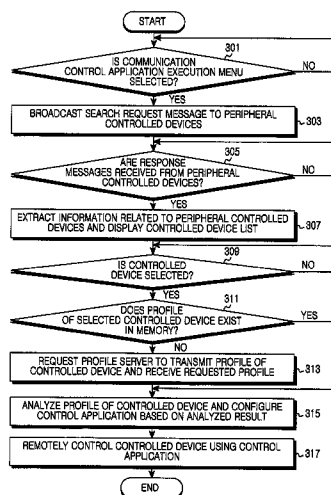 START
301
IS COMMUNICATION
CONTROL APPLICATION EXECUTION MENU
SELECTED?
NO
YES
BROADCAST SEARCH REQUEST MESSAGE TO PERIPHERAL
CONTROLLED DEVICES
303
305
ARE RESPONSE
MESSAGES RECEIVED FROM PERIPHERAL
CONTROLLED DEVICES?
NO
YES
EXTRACT INFORMATION RELATED TO PERIPHERAL CONTROLLED
DEVICES AND DISPLAY CONTROLLED DEVICE LIST
307
309
IS CONTROLLED
DEVICE SELECTED?
NO
YES
311
DOES PROFILE
OF SELECTED CONTROLLED DEVICE EXIST
IN MEMORY?
YES
NO
REQUEST PROFILE SERVER TO TRANSMIT PROFILE OF
CONTROLLED DEVICE AND RECEIVE REQUESTED PROFILE
313
ANALYZE PROFILE OF CONTROLLED DEVICE AND CONFIGURE
CONTROL APPLICATION BASED ON ANALYZED RESULT
315
REMOTELY CONTROL CONTROLLED DEVICE USING CONTROL
APPLICATION
317
END